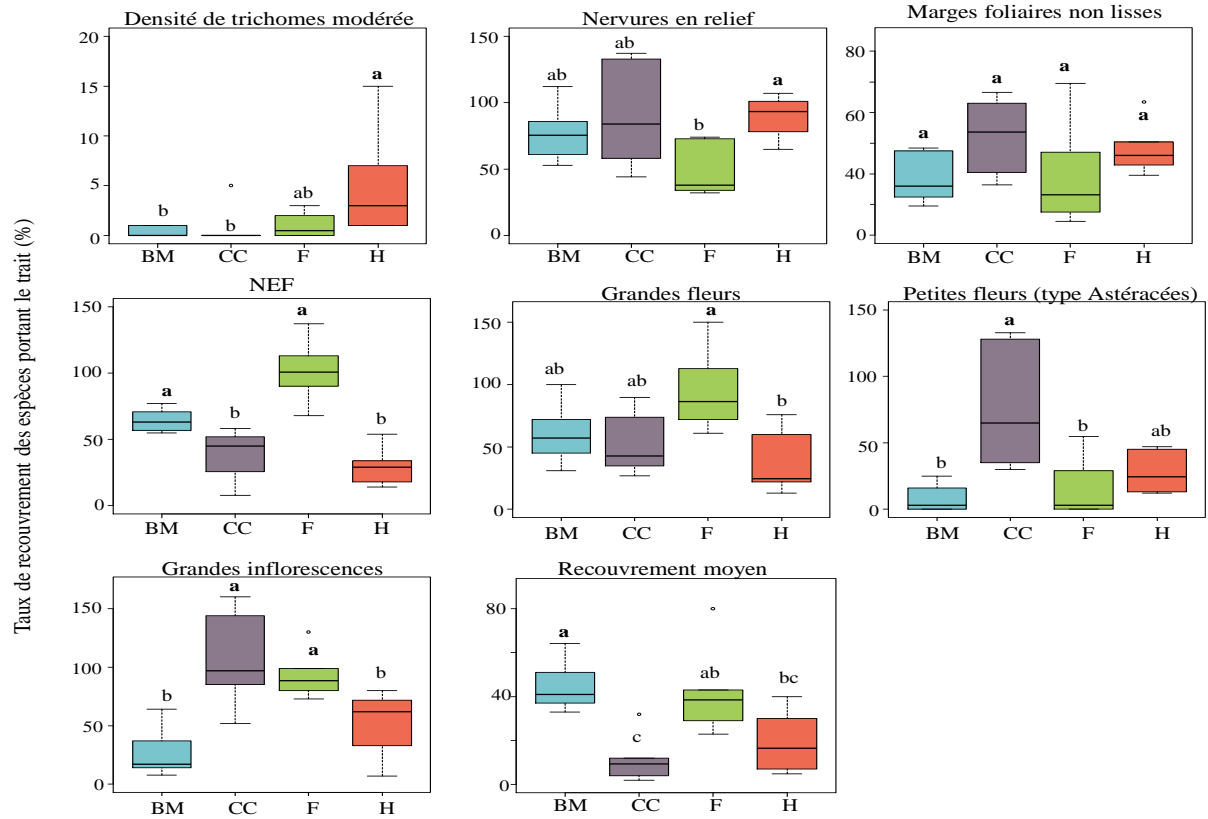 Taux de recouvrement des espèces portant le trait (%)
Densité de trichomes modérée
20
15
10
5
0
b
b
ab
a
BM CC F H
Nervures en relief
150
100
50
0
ab
ab
b
a
BM CC F H
Marges foliaires non lisses
80
60
40
20
0
a
a
a
a
BM CC F H
NEF
150
100
50
0
a
b
a
b
BM CC F H
Grandes fleurs
150
100
50
0
ab
ab
a
b
BM CC F H
Petites fleurs (type Astéracées)
150
100
50
0
b
a
b
ab
BM CC F H
Grandes inflorescences
150
100
50
0
b
a
a
b
BM CC F H
Recouvrement moyen
80
40
0
a
c
ab
bc
BM CC F H